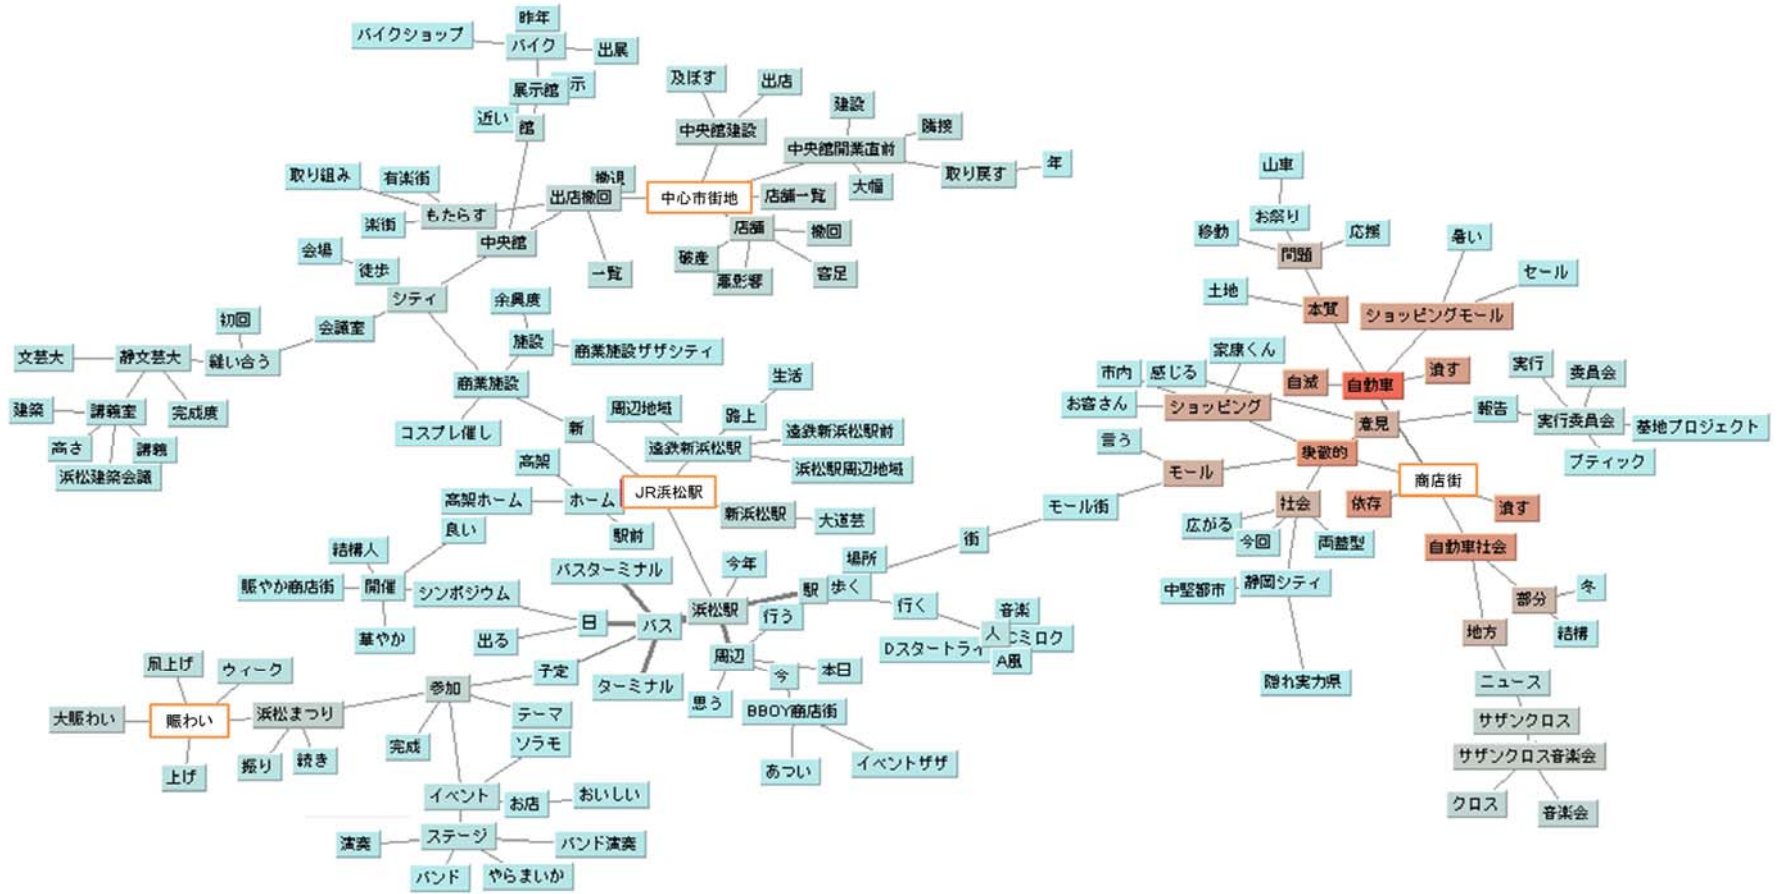 昨年
バイクショップ
バイク
出展
展示館
示
近い
館
及ぼす
出店
建設
中央館建設
隣接
中央館開業直前
取り戻す
年
大幅
取り組み
有楽街
撤退
出店撤回
中心市街地
店舗一覧
もたらす
楽街
店舗
撤回
中央館
会場
徒歩
破産
悪影響
客足
一覧
シティ
余興度
初回
会議室
施設
商業施設ザザシティ
文芸大
静文芸大
縫い合う
商業施設
生活
建築
講義室
完成度
周辺地域
路上
コスプレ催し
新
遠鉄新浜松駅前
高さ
講義
遠鉄新浜松駅
浜松建築会議
高架
浜松駅周辺地域
高架ホーム
ホーム
JR浜松駅
新浜松駅
大道芸
良い
駅前
結構人
バスターミナル
今年
場所
街
モール街
賑やか商店街
開催
シンポジウム
駅
歩く
浜松駅
行う
行く
音楽
日
バス
人
Cミロク
華やか
出る
Dスタートライ
A風
周辺
本日
今
凧上げ
ウィーク
予定
ターミナル
思う
参加
BBOY商店街
大賑わい
賑わい
浜松まつり
テーマ
完成
ソラモ
振り
続き
上げ
あつい
イベントザザ
イベント
お店
おいしい
演奏
ステージ
バンド演奏
バンド
やらまいか
山車
お祭り
移動
応援
暑い
問題
セール
土地
本質
ショッピングモール
家康くん
市内
感じる
自滅
自動車
潰す
実行
委員会
お客さん
ショッピング
意見
報告
実行委員会
基地プロジェクト
言う
ブティック
モール
商店街
社会
依存
潰す
広がる
今回
両蓋型
自動車社会
中堅都市
静岡シティ
部分
冬
地方
結構
隠れ実力県
ニュース
サザンクロス
サザンクロス音楽会
クロス
音楽会